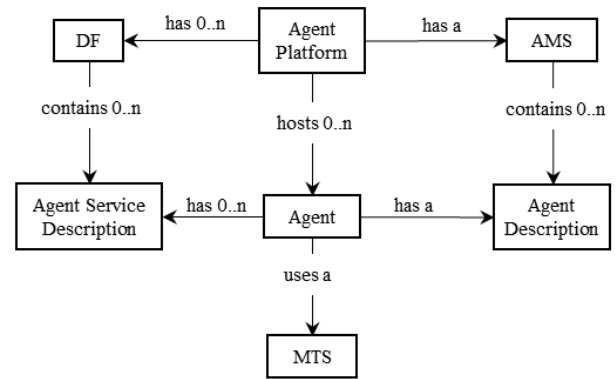 DF
has 0..n
Agent
Platform
has a
AMS
contains 0..n
hosts 0..n
contains 0..n
Agent Service
Description
has 0..n
Agent
has a
Agent
Description
uses a
MTS